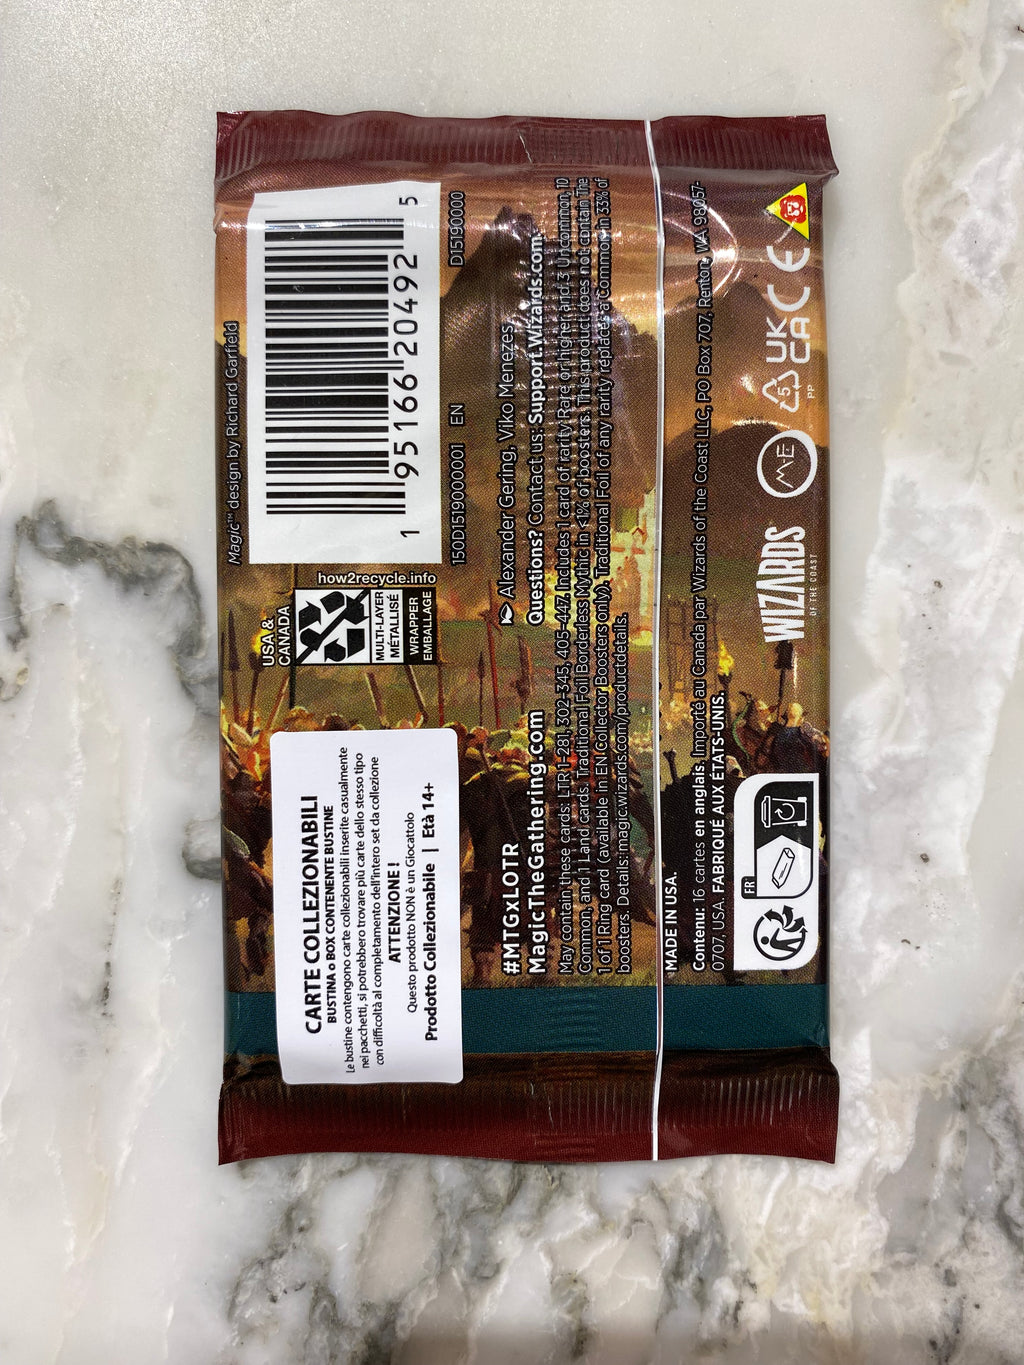 Magic™ design by Richard Garfield
1 95166 20492 5
150D1519000001 EN D15190000
how2recycle.info
USA & CANADA
MULTI-LAYER
MÉTALLISÉ
WRAPPER
EMBALLAGE
CARTE COLLEZIONABILI
BUSTINA o BOX CONTENENTE BUSTINE
Le bustine contengono carte collezionabili inserite casualmente
nei pacchetti, si potrebbero trovare più carte dello stesso tipo
con difficoltà al completamento dell'intero set da collezione
ATTENZIONE !
Questo prodotto NON è un Giocattolo
Prodotto Collezionabile | Età 14+
Alexander Gering, Viko Menezes
#MTGxLOTR
MagicTheGathering.com
Questions? Contact us: Support.Wizards.com
May contain these cards: LTR 1-281, 302-345, 405-447. Includes 1 card of rarity Rare or higher and 3 Uncommon, 10
Common, and 1 Land cards. Traditional Foil Borderless Mythic in <1% of boosters. This product does not contain The
1 of 1 Ring card (available in EN Collector Boosters only). Traditional Foil of any rarity replaces a Common in 33% of
boosters. Details: magic.wizards.com/productdetails.
MADE IN USA.
Contenu: 16 cartes en anglais. Importé au Canada par Wizards of the Coast LLC, PO Box 707, Renton, WA 98057-
0707, USA. FABRIQUÉ AUX ÉTATS-UNIS.
FR
WIZARDS
OF THE COAST
ME
5
PP
UK
CA
CE